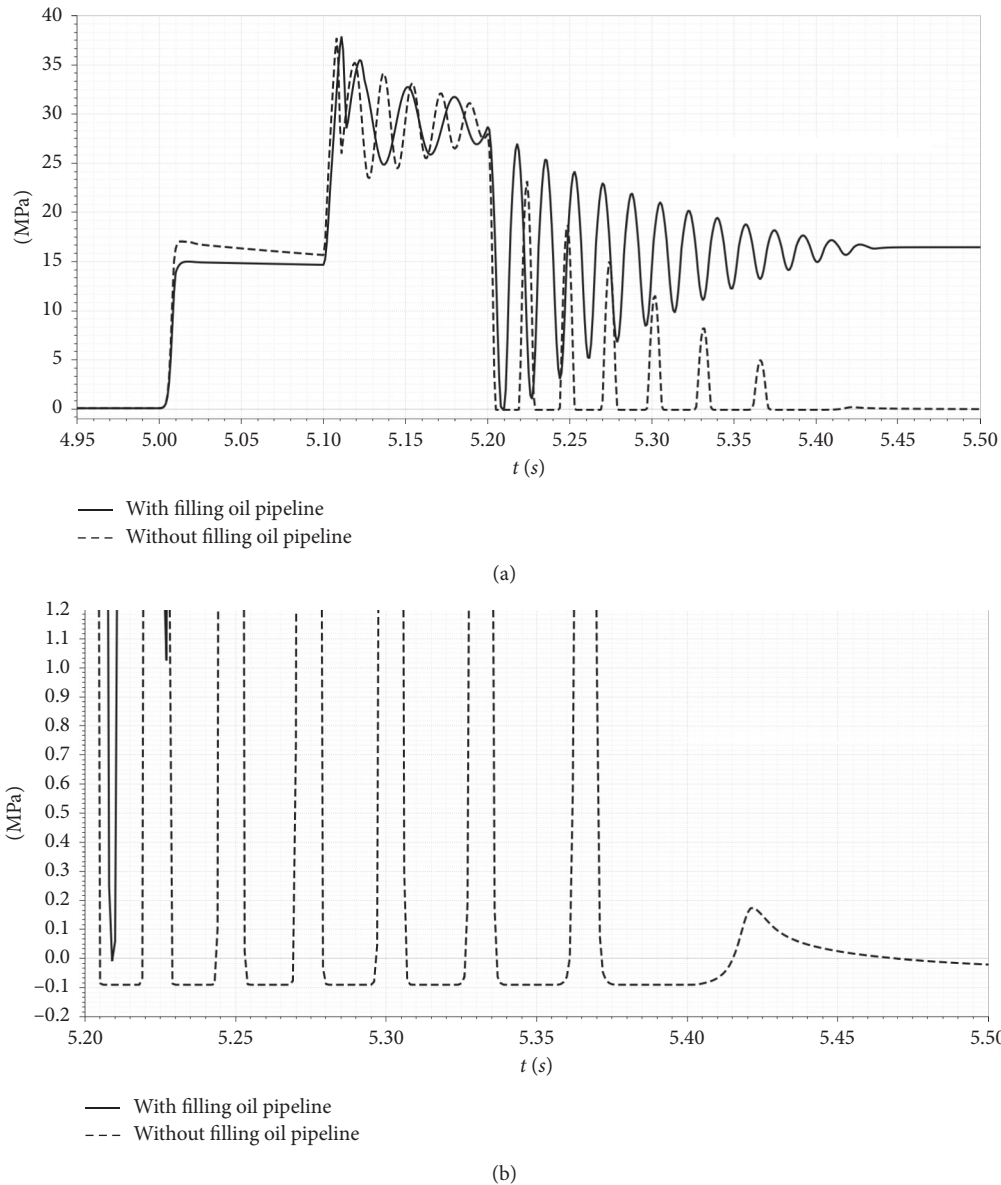 40
35
30
25
20
15
10
5
0
(MPa)
4.95 5.00 5.05 5.10 5.15 5.20 5.25 5.30 5.35 5.40 5.45 5.50
t (s)
With filling oil pipeline
Without filling oil pipeline
(a)
1.2
1.1
1.0
0.9
0.8
0.7
0.6
0.5
0.4
0.3
0.2
0.1
0.0
−0.1
−0.2
(MPa)
5.20 5.25 5.30 5.35 5.40 5.45 5.50
t (s)
With filling oil pipeline
Without filling oil pipeline
(b)